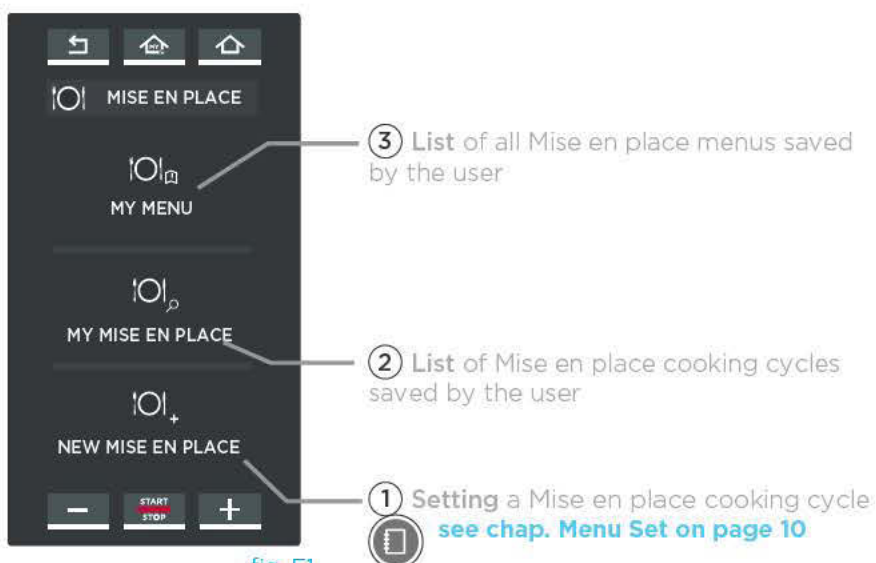 MY
MISE EN PLACE
3 List of all Mise en place menus saved
by the user
MY MENU
MY MISE EN PLACE
2 List of Mise en place cooking cycles
saved by the user
NEW MISE EN PLACE
1 Setting a Mise en place cooking cycle
see chap. Menu Set on page 10
START
STOP